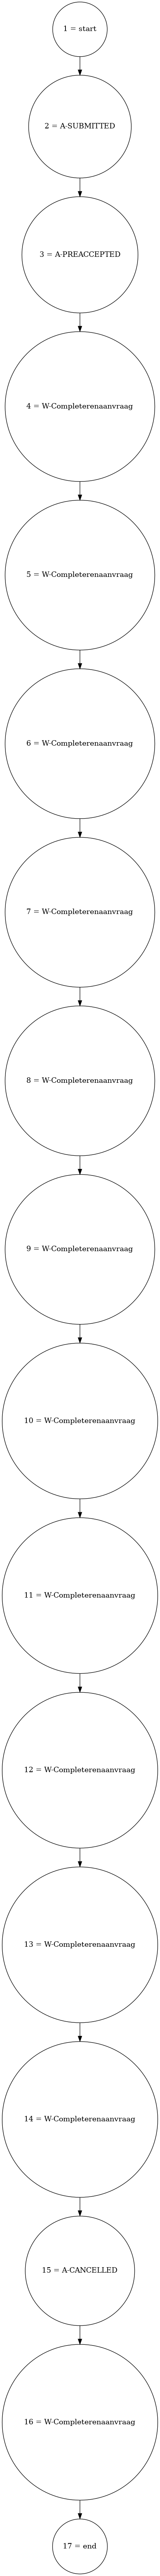 1 = start
2 = A-SUBMITTED
3 = A-PREACCEPTED
4 = W-Completerenaanvraag
5 = W-Completerenaanvraag
6 = W-Completerenaanvraag
7 = W-Completerenaanvraag
8 = W-Completerenaanvraag
9 = W-Completerenaanvraag
10 = W-Completerenaanvraag
11 = W-Completerenaanvraag
12 = W-Completerenaanvraag
13 = W-Completerenaanvraag
14 = W-Completerenaanvraag
15 = A-CANCELLED
16 = W-Completerenaanvraag
17 = end